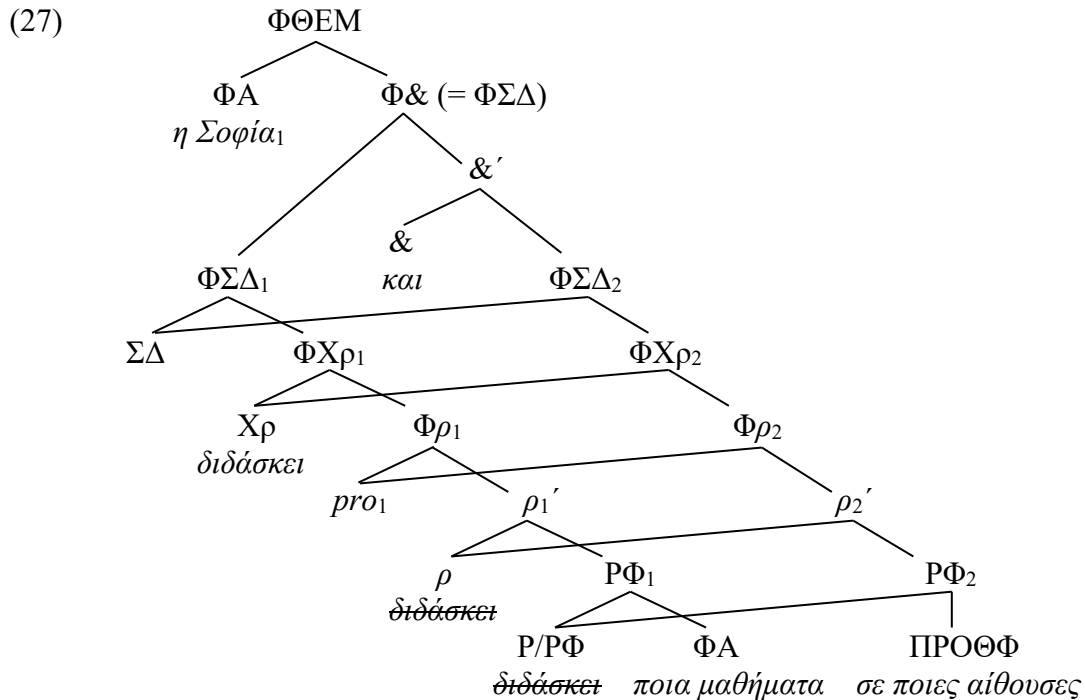 (27) ΦΘΕΜ
ΦΑ Φ& (= ΦΣΔ)
η Σοφία₁
&΄
&
και
ΦΣΔ₁ ΦΣΔ₂
ΣΔ ΦΧρ₁ ΦΧρ₂
Χρ Φρ₁ Φρ₂
διδάσκει
pro₁ ρ₁΄ ρ₂΄
ρ ΡΦ₁ ΡΦ₂
διδάσκει
Ρ/ΡΦ ΦΑ ΠΡΟΘΦ
διδάσκει ποια μαθήματα σε ποιες αίθουσες